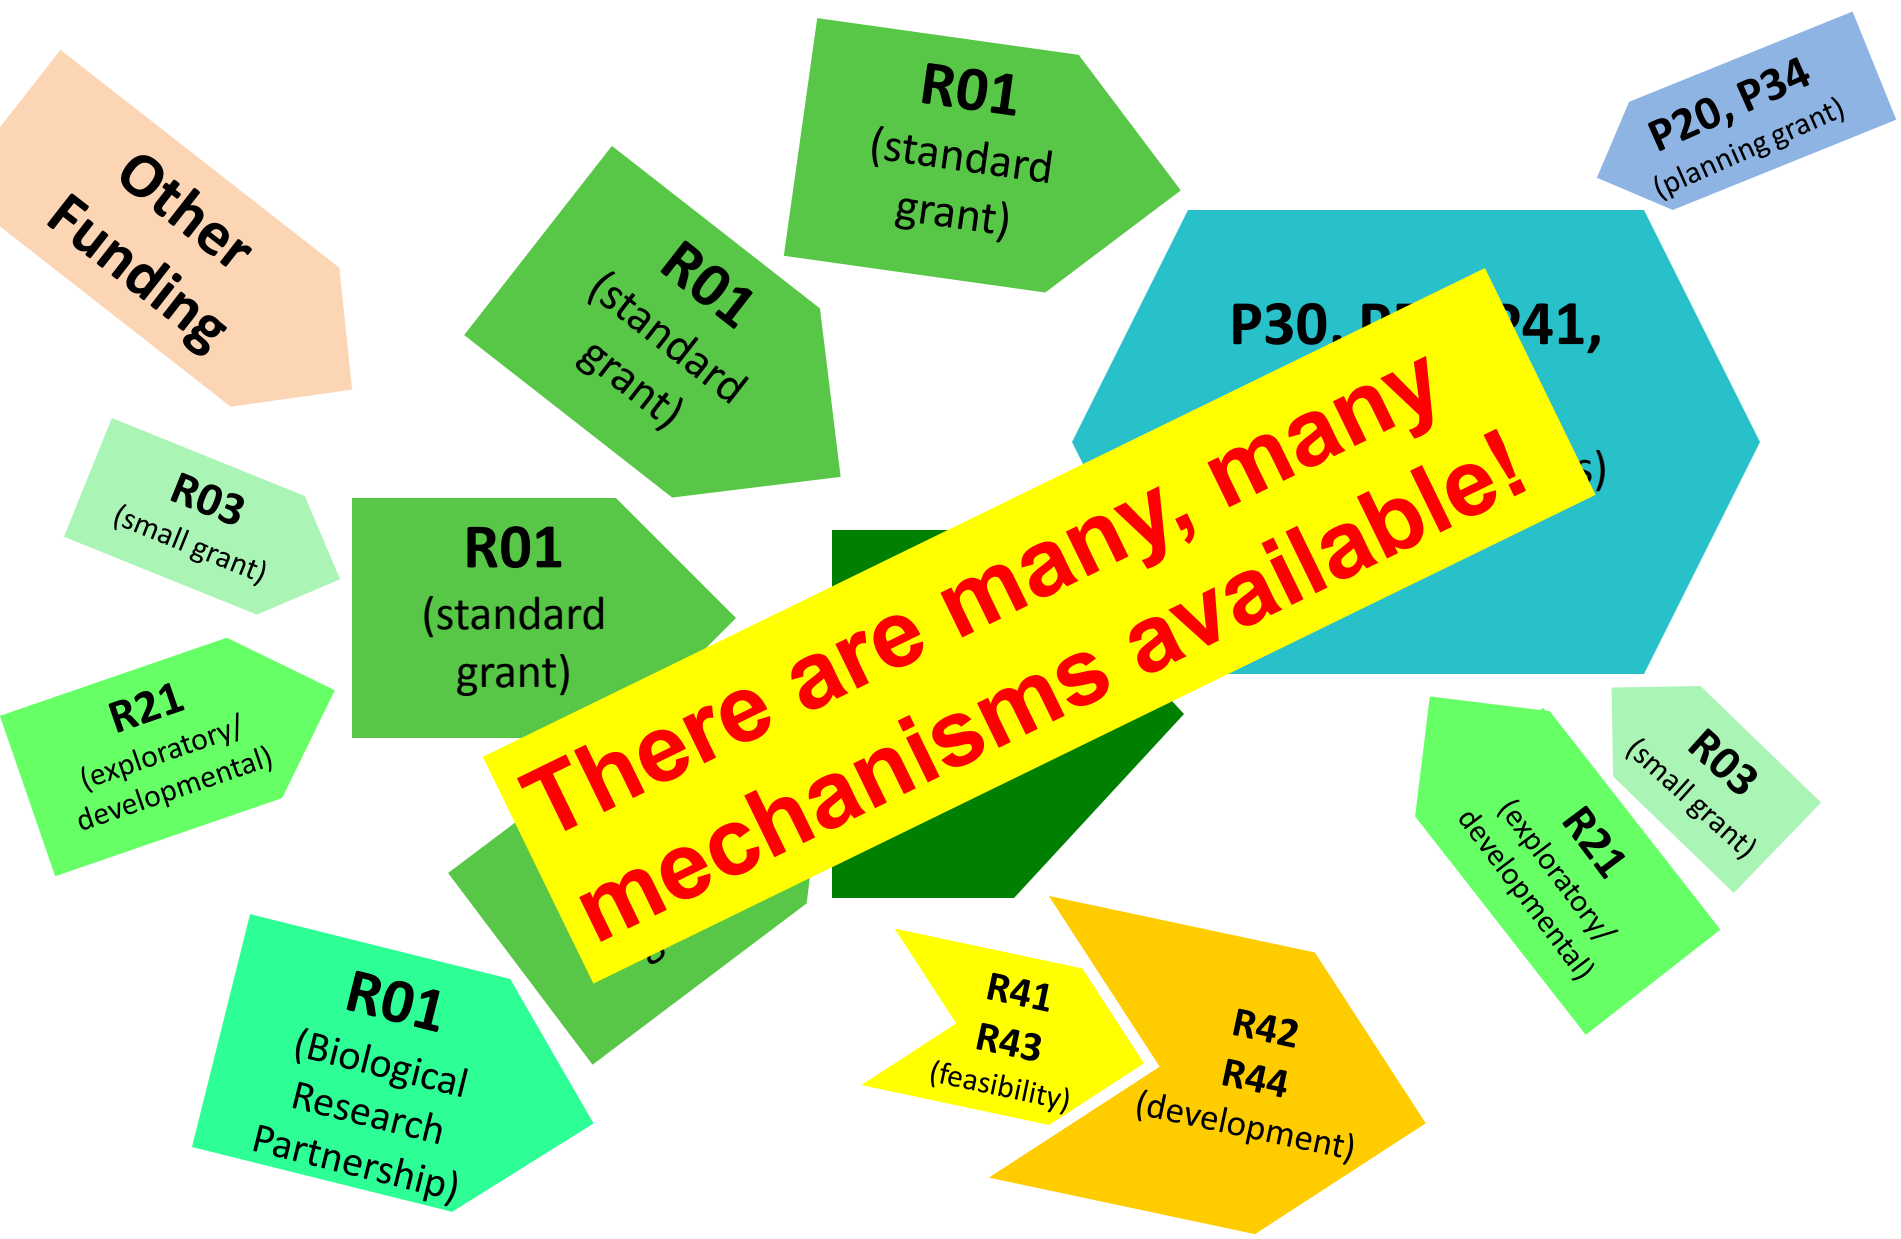 R01
(standard
grant)
P20, P34
(planning grant)
Other
Funding
R01
(standard
grant)
P30, P41,
R03
(small grant)
R01
(standard
grant)
There are many, many
mechanisms available!
R21
(exploratory/
developmental)
R03
(small grant)
R21
(exploratory/
developmental)
R01
(Biological
Research
Partnership)
R41
R43
(feasibility)
R42
R44
(development)